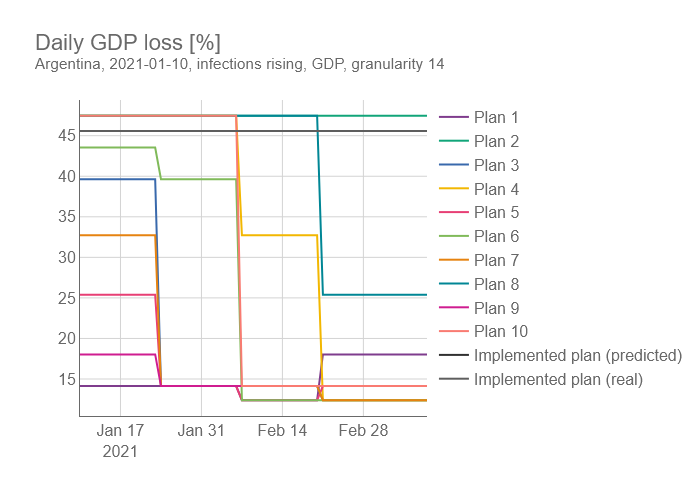 Daily GDP loss [%]
Argentina, 2021-01-10, infections rising, GDP, granularity 14
45
40
35
30
25
20
15
Jan 17
2021
Jan 31
Feb 14
Feb 28
Plan 1
Plan 2
Plan 3
Plan 4
Plan 5
Plan 6
Plan 7
Plan 8
Plan 9
Plan 10
Implemented plan (predicted)
Implemented plan (real)